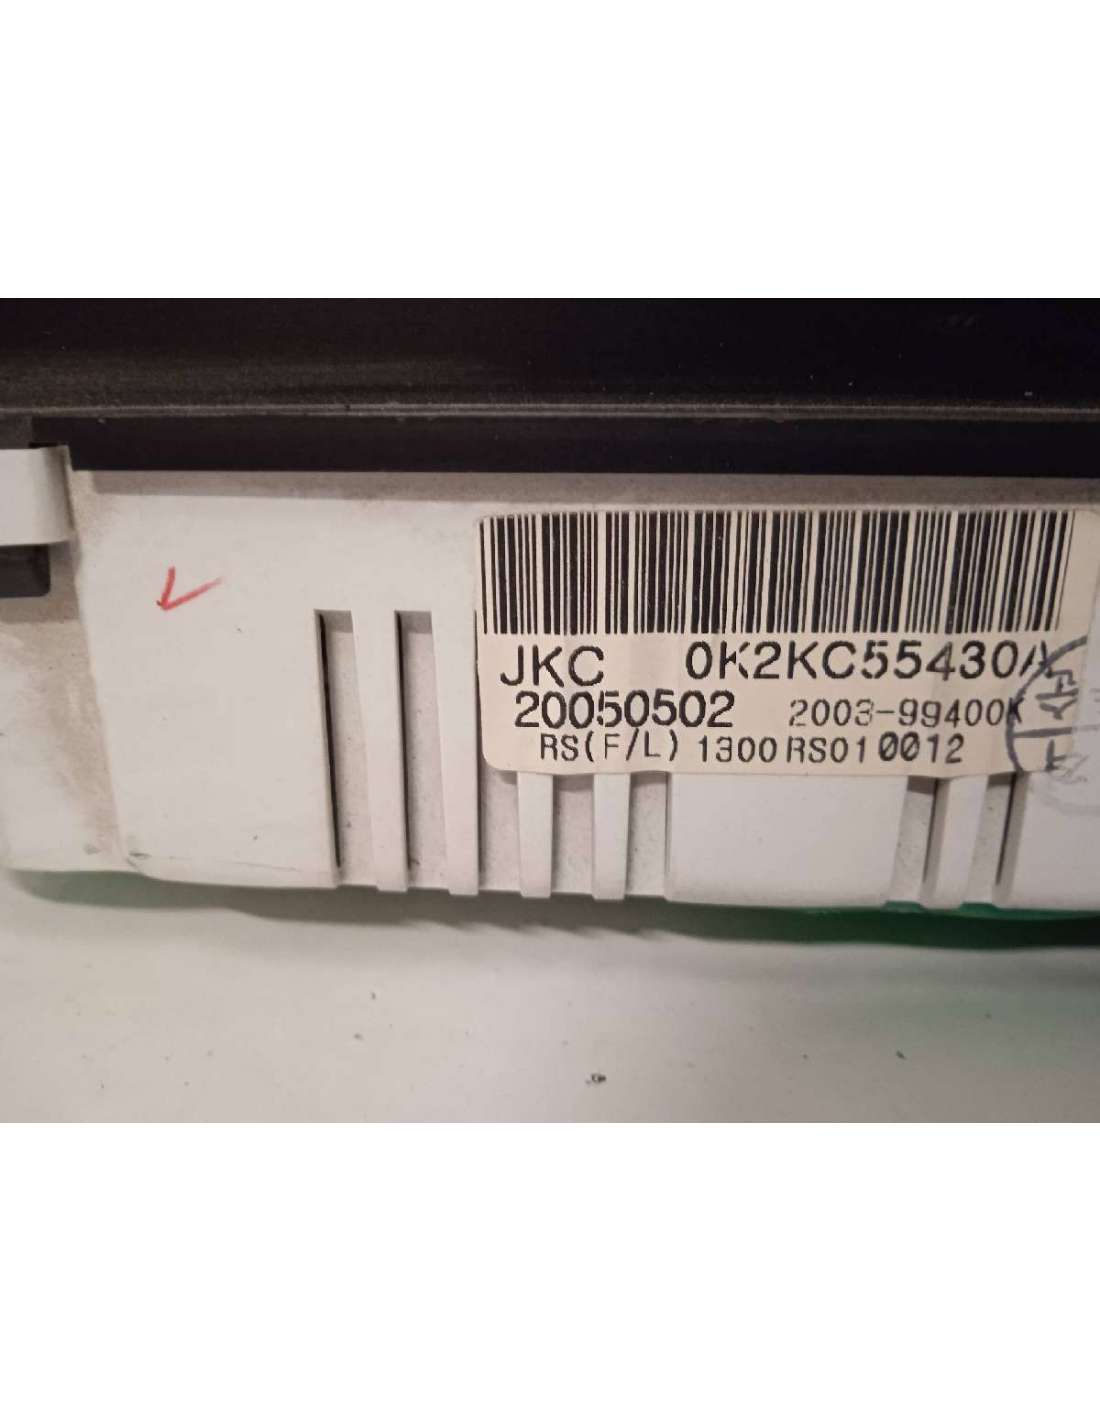 JKC 0K2KC55430A
20050502 2003-99400K
RS(F/L) 1300 RS01 0012